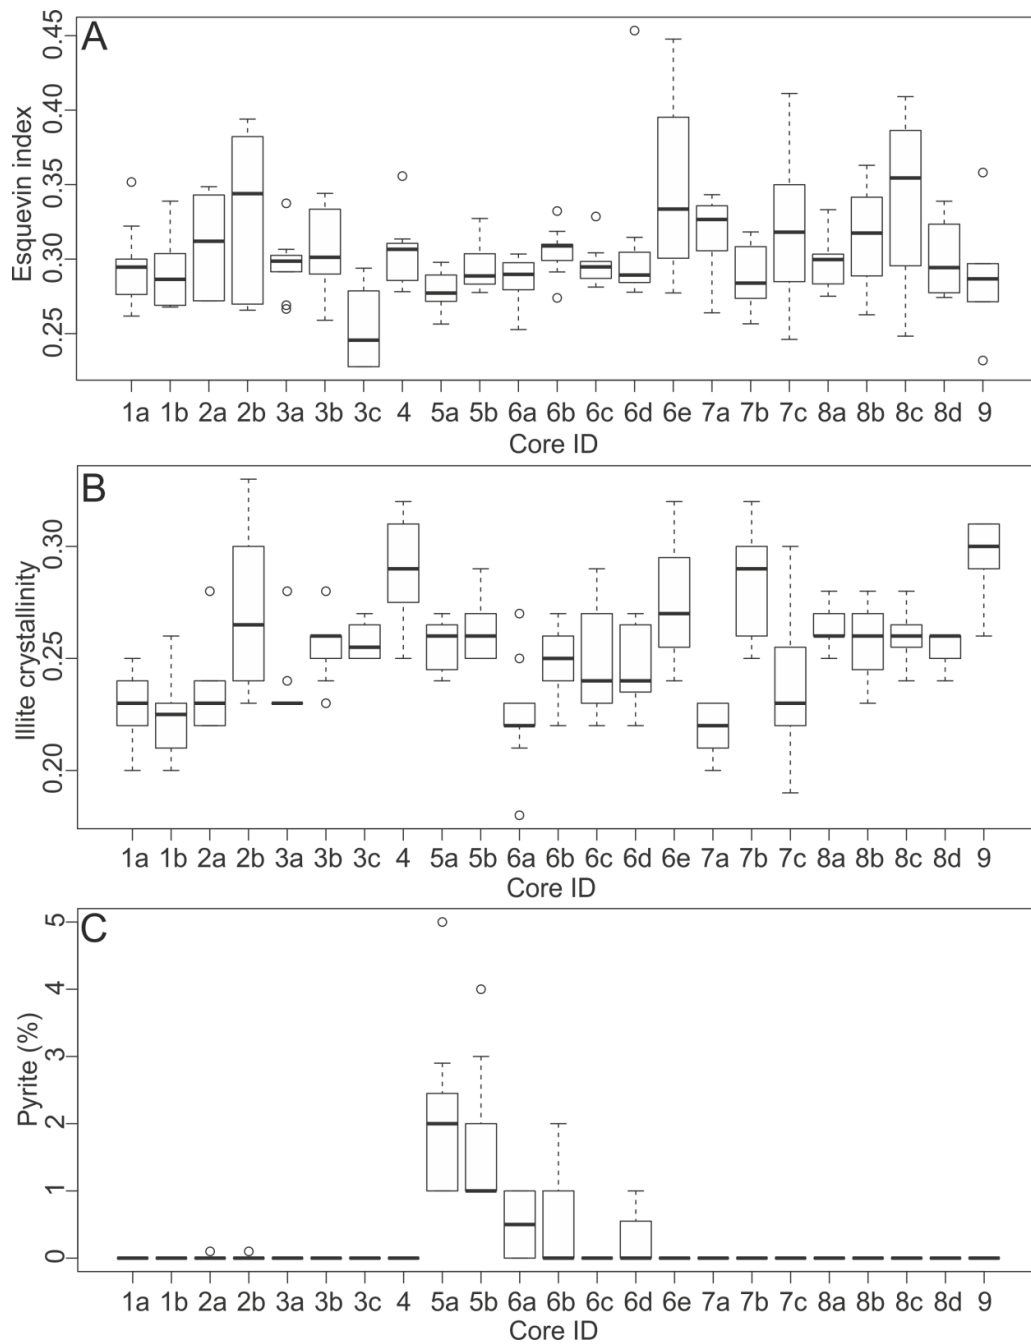 A
Esquevin index
0.45
0.40
0.35
0.30
0.25
1a 1b 2a 2b 3a 3b 3c 4 5a 5b 6a 6b 6c 6d 6e 7a 7b 7c 8a 8b 8c 8d 9
Core ID
B
Illite crystallinity
0.30
0.25
0.20
1a 1b 2a 2b 3a 3b 3c 4 5a 5b 6a 6b 6c 6d 6e 7a 7b 7c 8a 8b 8c 8d 9
Core ID
C
Pyrite (%)
5
4
3
2
1
0
1a 1b 2a 2b 3a 3b 3c 4 5a 5b 6a 6b 6c 6d 6e 7a 7b 7c 8a 8b 8c 8d 9
Core ID